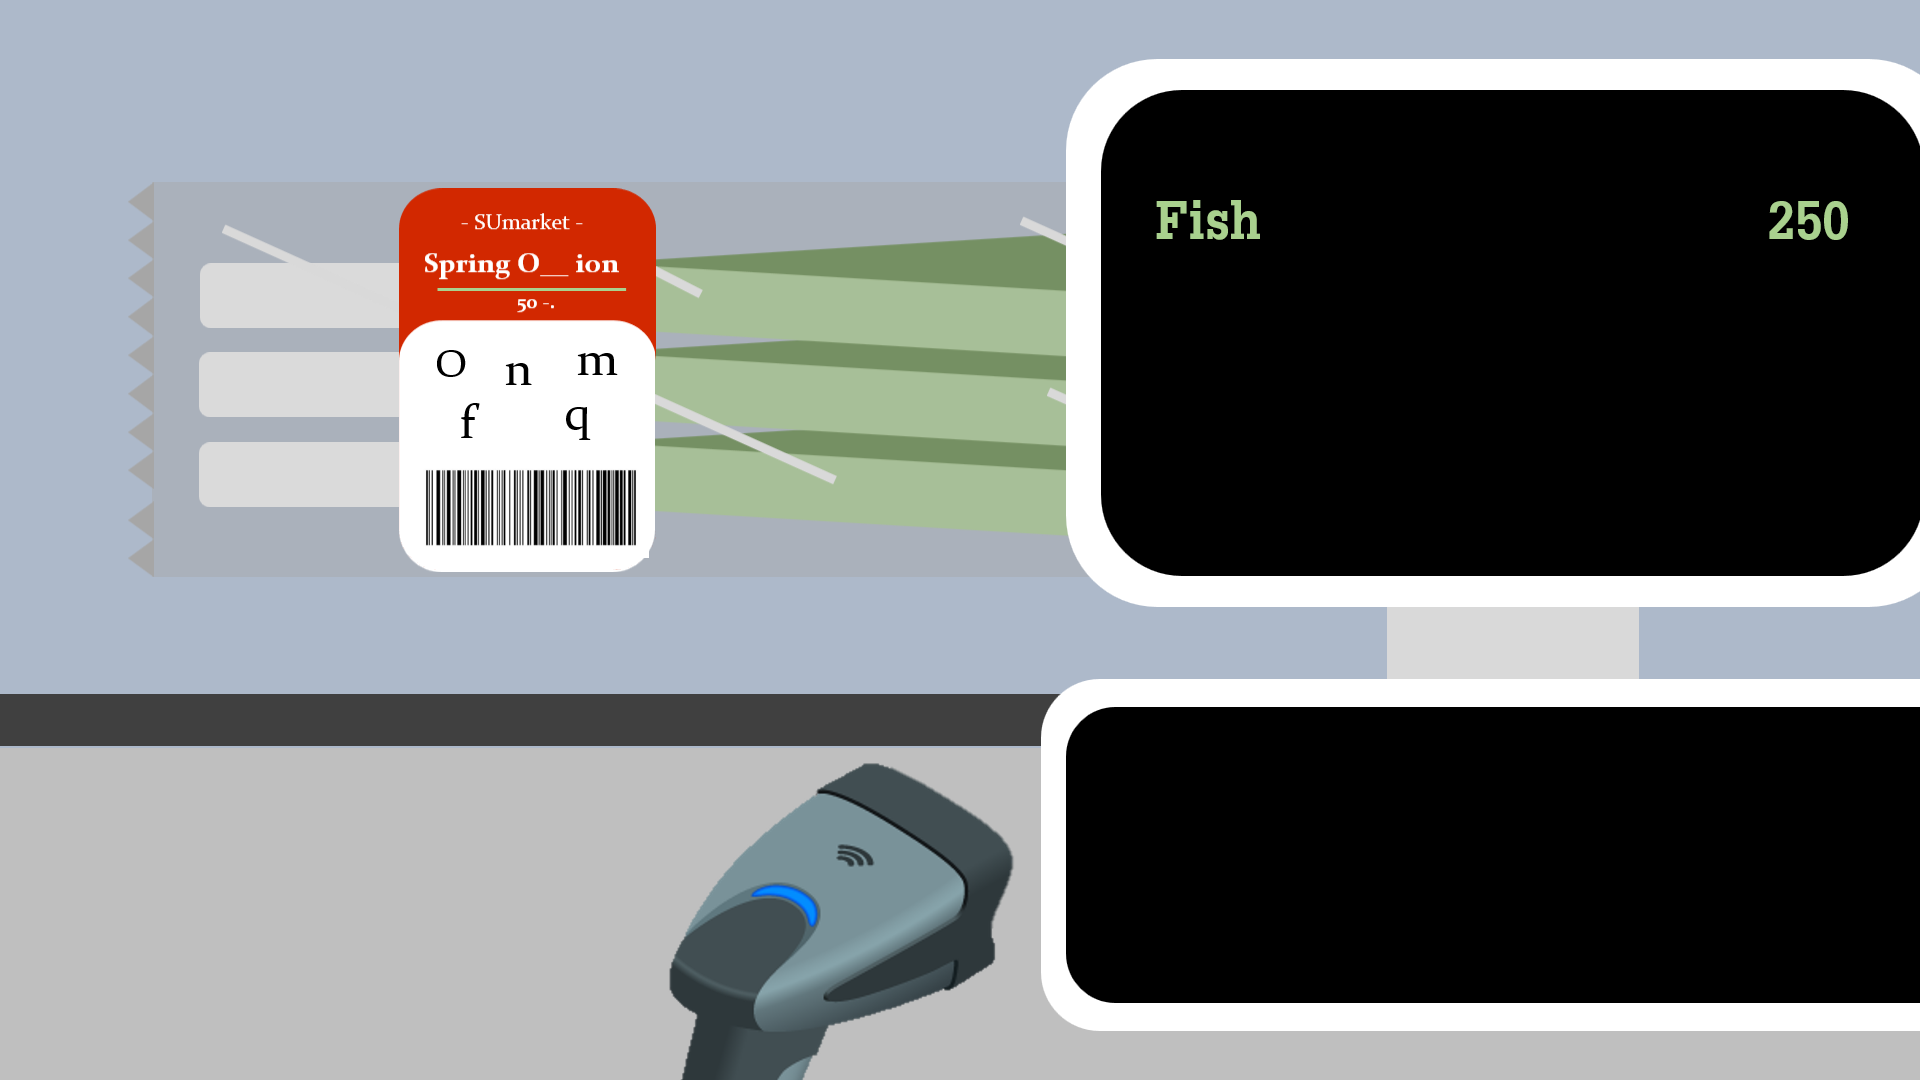 - SUmarket -
Spring O__ ion
50 -.
O n m
f q
Fish 250